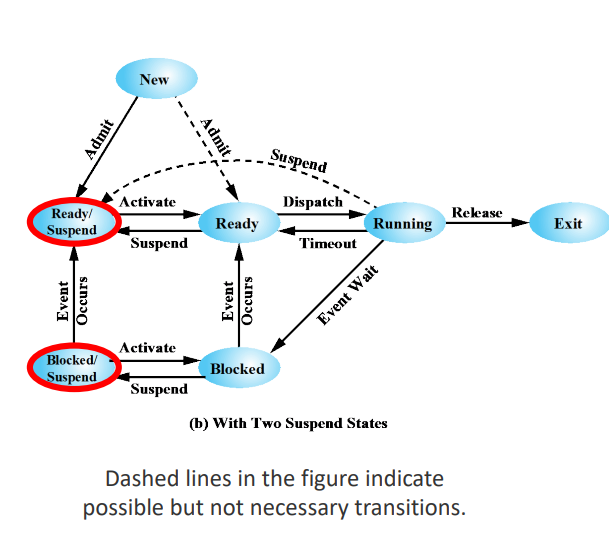 New
Admit
Admit
Suspend
Ready/
Suspend
Activate
Suspend
Ready
Dispatch
Timeout
Running
Release
Exit
Event
Occurs
Event
Occurs
Event Wait
Blocked/
Suspend
Activate
Suspend
Blocked
(b) With Two Suspend States
Dashed lines in the figure indicate
possible but not necessary transitions.